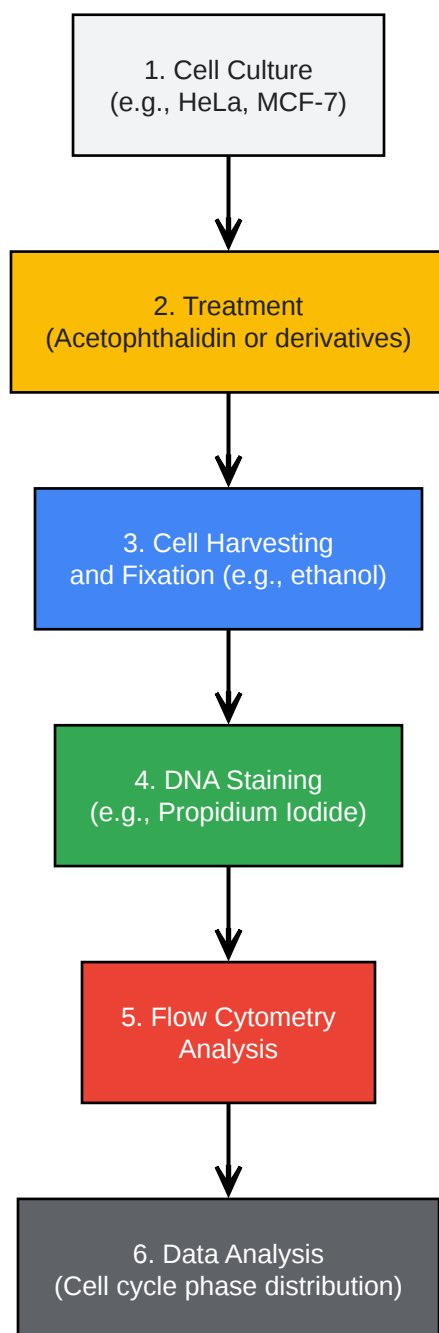 1. Cell Culture
(e.g., HeLa, MCF-7)
2. Treatment
(Acetophthalidin or derivatives)
3. Cell Harvesting
and Fixation (e.g., ethanol)
4. DNA Staining
(e.g., Propidium Iodide)
5. Flow Cytometry
Analysis
6. Data Analysis
(Cell cycle phase distribution)